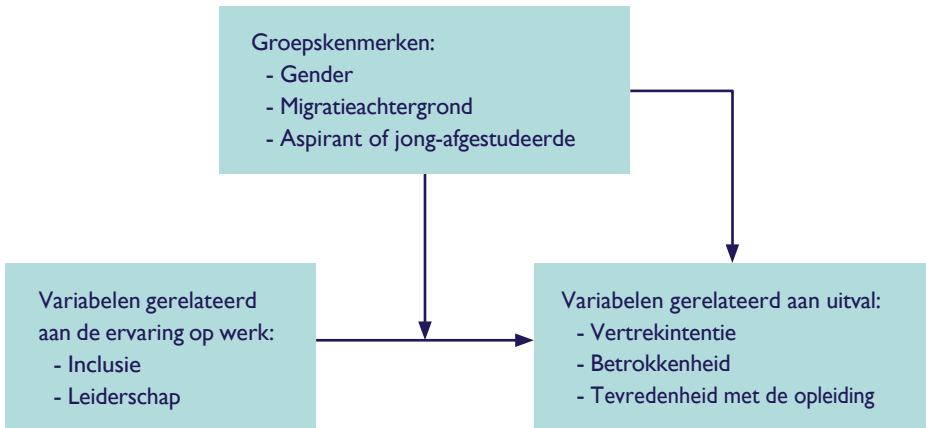 Groepskenmerken:
- Gender
- Migratieachtergrond
- Aspirant of jong-afgestudeerde
Variabelen gerelateerd
aan de ervaring op werk:
- Inclusie
- Leiderschap
Variabelen gerelateerd aan uitval:
- Vertrekintentie
- Betrokkenheid
- Tevredenheid met de opleiding